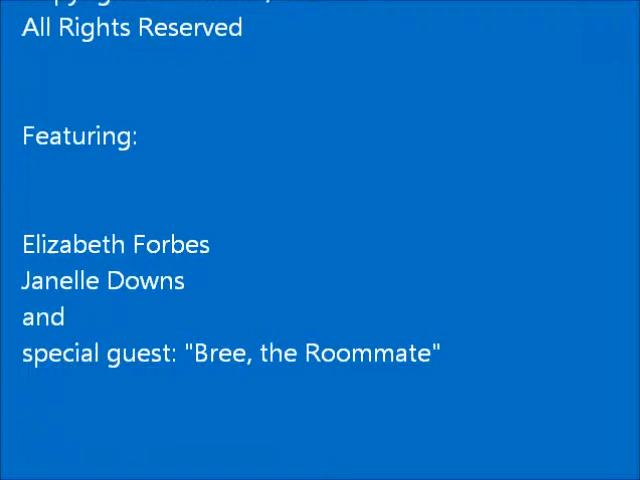 All Rights Reserved
Featuring:
Elizabeth Forbes
Janelle Downs
and
special guest: "Bree, the Roommate"